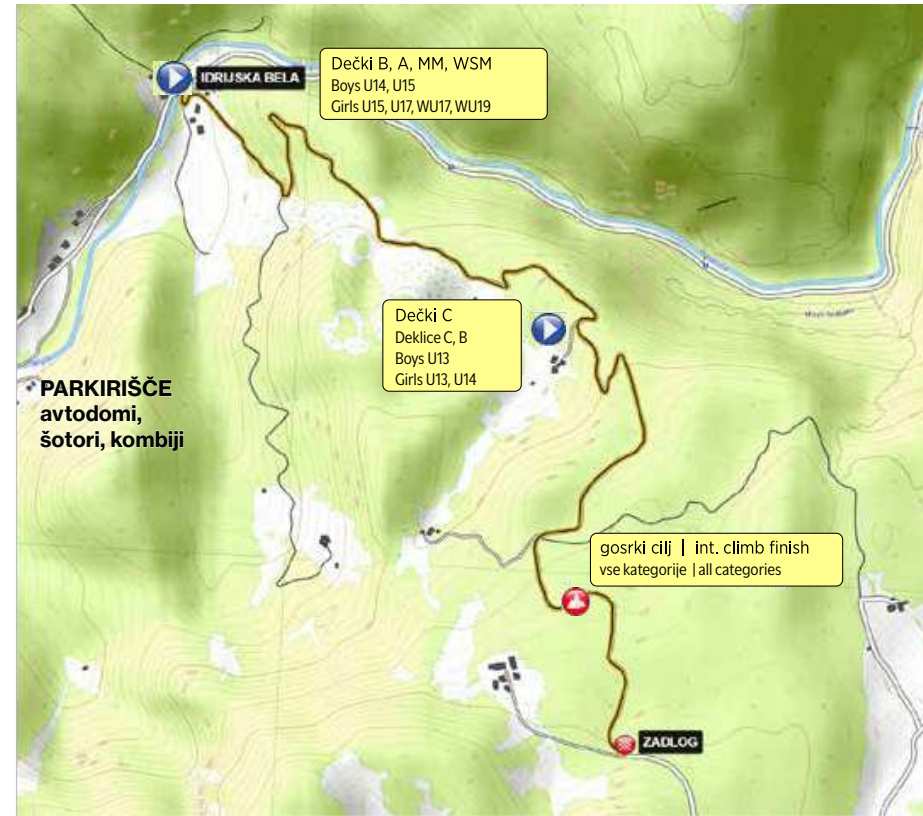 IDRIJSKA BELA
Dečki B, A, MM, WSM
Boys U14, U15
Girls U15, U17, WU17, WU19
Dečki C
Deklice C, B
Boys U13
Girls U13, U14
PARKIRIŠČE
avtodomi,
šotori, kombiji
gosrki cilj | int. climb finish
vse kategorije | all categories
ZADLOG